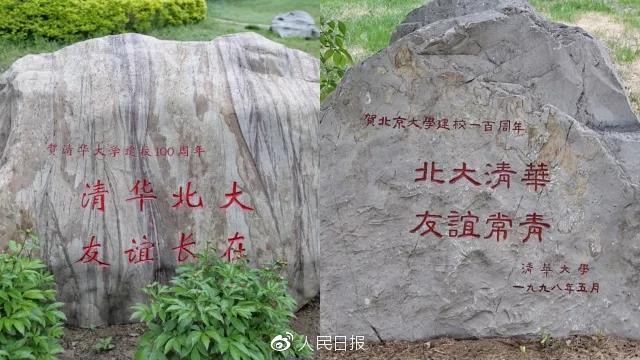 贺清华大学建校100周年
清华北大
友谊长在
賀北京大學建校一百周年
北大清華
友誼常青
清華大學
一九九八年五月
人民日报